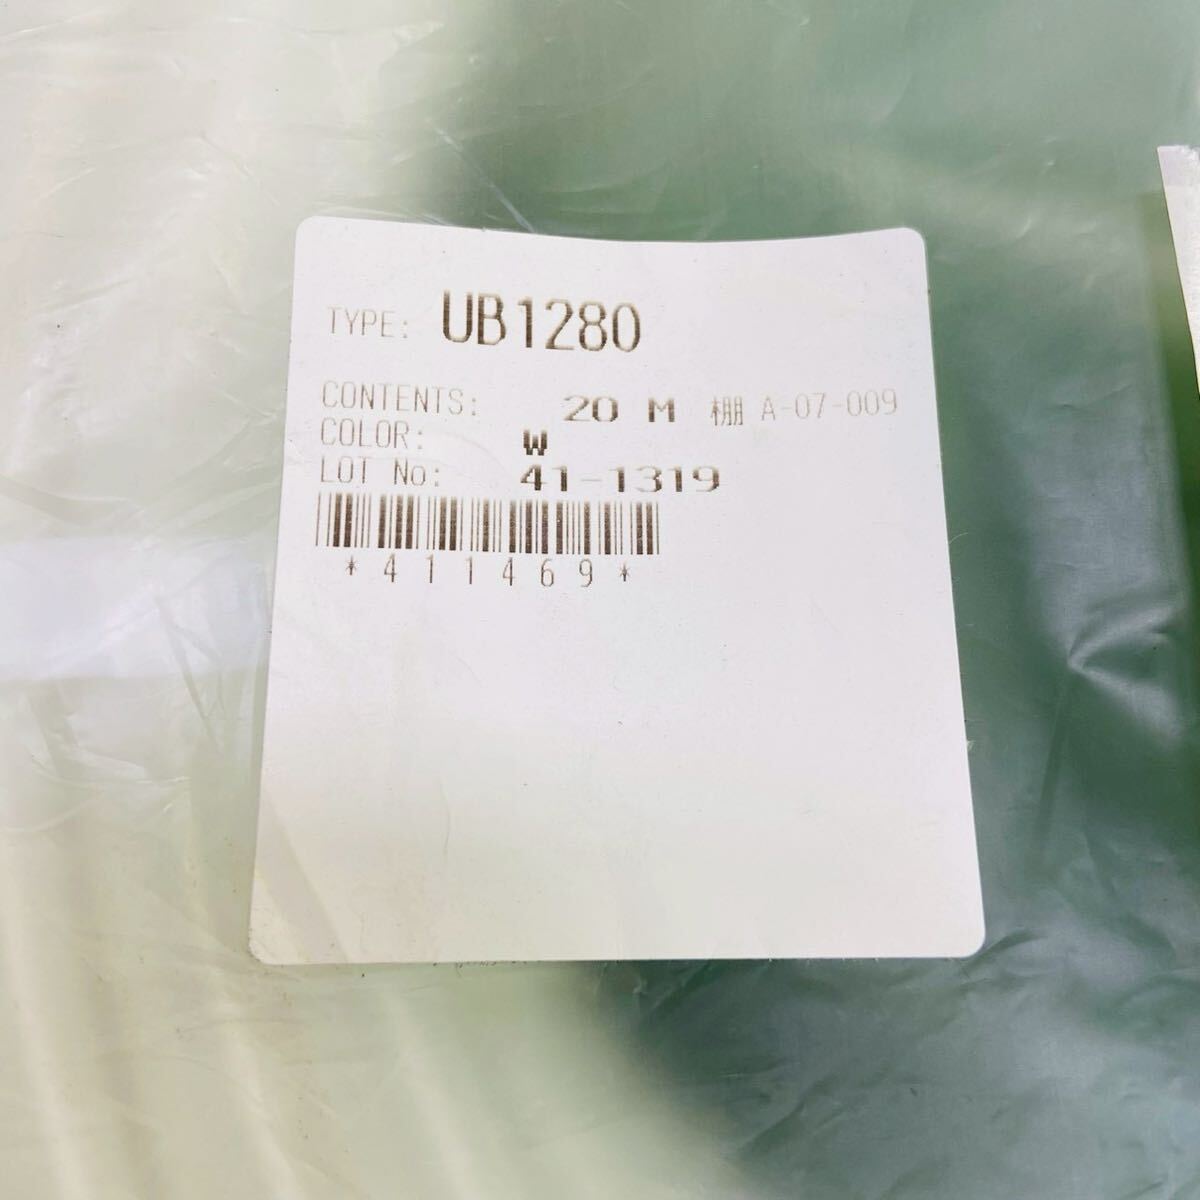 TYPE: UB1280
CONTENTS: 20 M 棚 A-07-009
COLOR: W
LOT No: 41-1319
*411469*